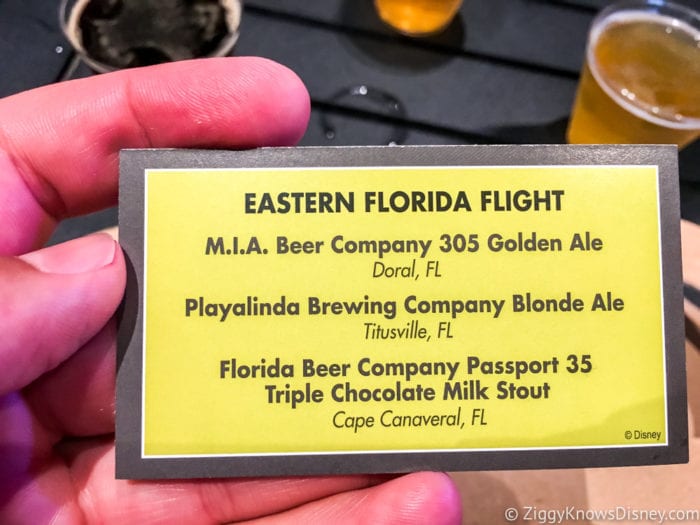 EASTERN FLORIDA FLIGHT
M.I.A. Beer Company 305 Golden Ale
Doral, FL
Playalinda Brewing Company Blonde Ale
Titusville, FL
Florida Beer Company Passport 35
Triple Chocolate Milk Stout
Cape Canaveral, FL
© Disney
© ZiggyKnowsDisney.com